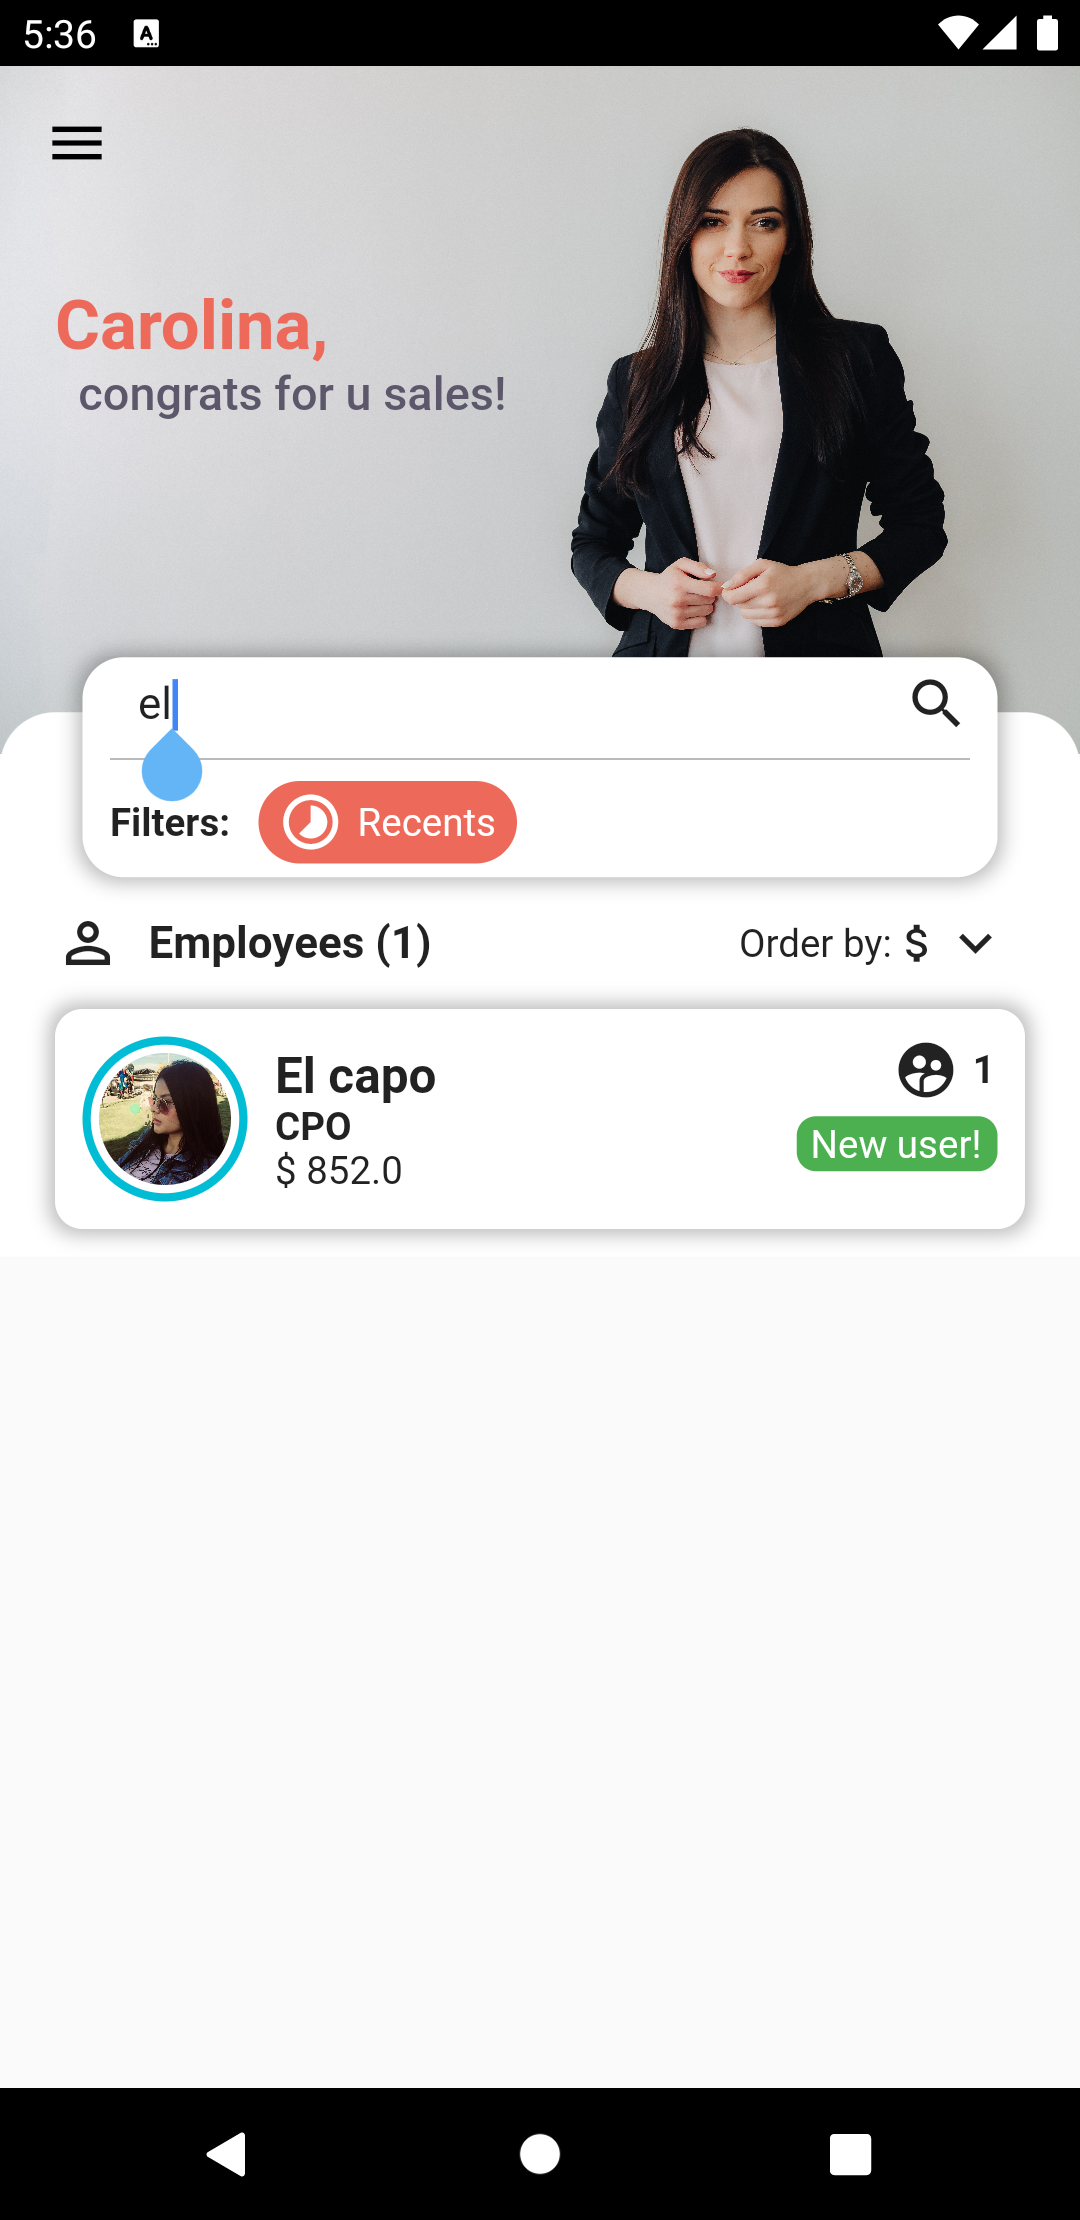 5:36
Carolina,
congrats for u sales!
el
Filters: Recents
Employees (1) Order by: $
El capo 1
CPO
New user!
$ 852.0